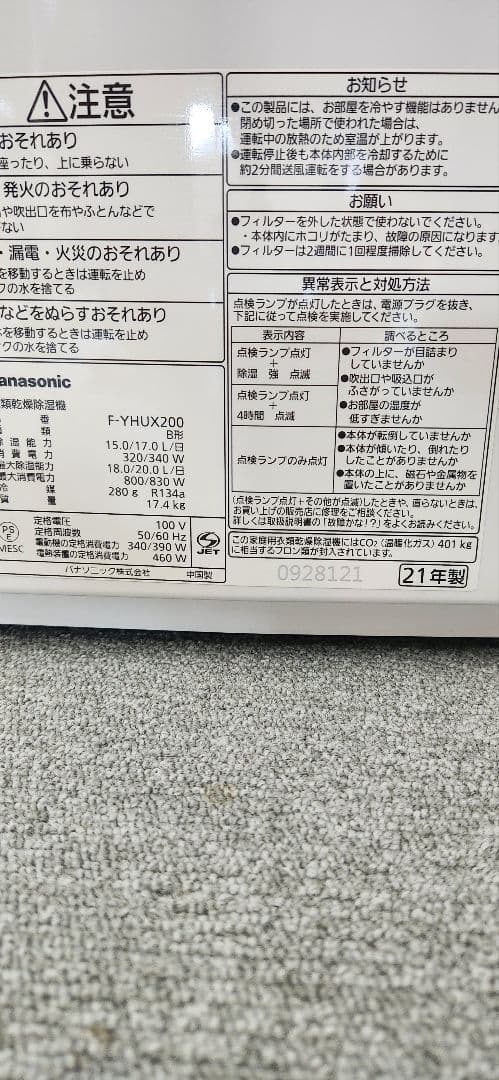 ⚠注意
おそれあり
座ったり、上に乗らない
発火のおそれあり
や吹出口を布やふとんなどで
ない
・漏電・火災のおそれあり
を移動するときは運転を止め
クの水を捨てる
などをぬらすおそれあり
を移動するときは運転を止め
クの水を捨てる
anasonic
類乾燥除湿機
番 F-YHUX200
類 B形
除湿能力 15.0/17.0 L/日
消費電力 320/340 W
最大除湿能力 18.0/20.0 L/日
最大消費電力 800/830 W
冷媒 280 g R134a
質量 17.4 kg
定格電圧 100 V
定格周波数 50/60 Hz
電動機の定格消費電力 340/390 W
電熱装置の定格消費電力 460 W
PS
E
MESC
JET
パナソニック株式会社 中国製
お知らせ
●この製品には、お部屋を冷やす機能はありません
閉め切った場所で使われた場合は、
運転中の放熱のため室温が上がります。
●運転停止後も本体内部を冷却するために
約2分間送風運転をする場合があります。
お願い
●フィルターを外した状態で使わないでください。
・本体内にホコリがたまり、故障の原因になります
●フィルターは2週間に1回程度掃除してください。
異常表示と対処方法
点検ランプが点灯したときは、電源プラグを抜き、
下記に従って点検を実施してください。
表示内容 調べるところ
点検ランプ点灯
+
除湿 強 点滅
点検ランプ点灯
+
4時間 点滅
●フィルターが目詰まり
していませんか
●吹出口や吸込口が
ふさがっていませんか
●お部屋の湿度が
低すぎませんか
点検ランプのみ点灯
●本体が転倒していませんか
●本体が傾いたり、倒れたり
したことがありませんか
●本体の上に、磁石や金属物を
置いたことがありませんか
(点検ランプ点灯+その他が点滅)したときや、直らないときは、
お買い上げの販売店に修理をご相談ください。
詳しくは取扱説明書の「故障かな!?」をよくお読みください。
この家庭用衣類乾燥除湿機にはCO₂(温暖化ガス)401 kg
に相当するフロン類が封入されています。
0928121
21年製